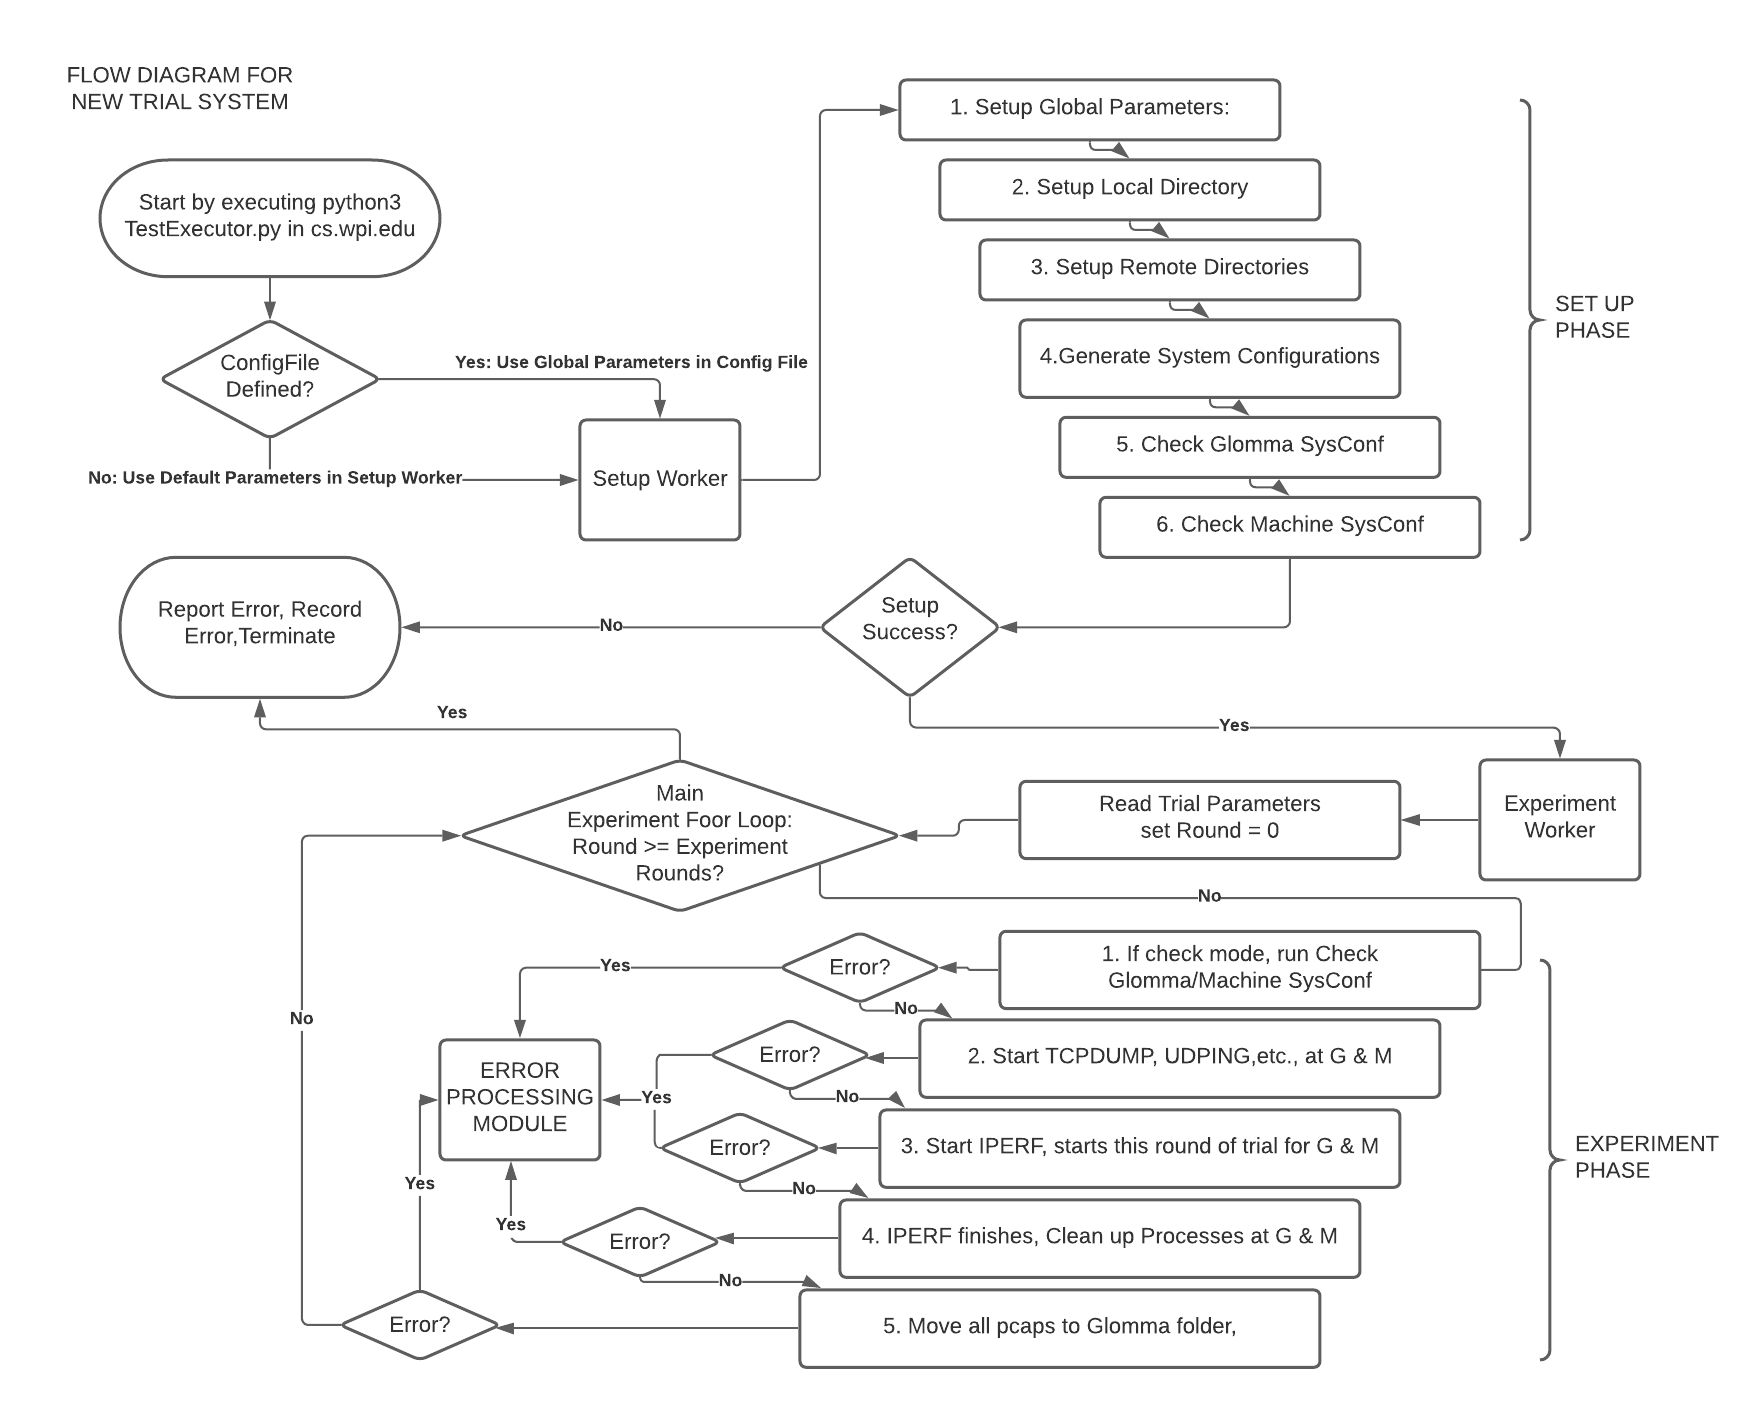 FLOW DIAGRAM FOR
NEW TRIAL SYSTEM
Start by executing python3
TestExecutor.py in cs.wpi.edu
ConfigFile
Defined?
Yes: Use Global Parameters in Config File
No: Use Default Parameters in Setup Worker
Setup Worker
1. Setup Global Parameters:
2. Setup Local Directory
3. Setup Remote Directories
4.Generate System Configurations
5. Check Glomma SysConf
6. Check Machine SysConf
SET UP
PHASE
Setup
Success?
No
Report Error, Record
Error,Terminate
Yes
Yes
Experiment
Worker
Read Trial Parameters
set Round = 0
Main
Experiment Foor Loop:
Round >= Experiment
Rounds?
No
1. If check mode, run Check
Glomma/Machine SysConf
Error?
Yes
No
No
2. Start TCPDUMP, UDPING,etc., at G & M
Error?
ERROR
PROCESSING
MODULE
Yes
No
3. Start IPERF, starts this round of trial for G & M
Error?
EXPERIMENT
PHASE
Yes
No
4. IPERF finishes, Clean up Processes at G & M
Error?
Yes
No
5. Move all pcaps to Glomma folder,
Error?